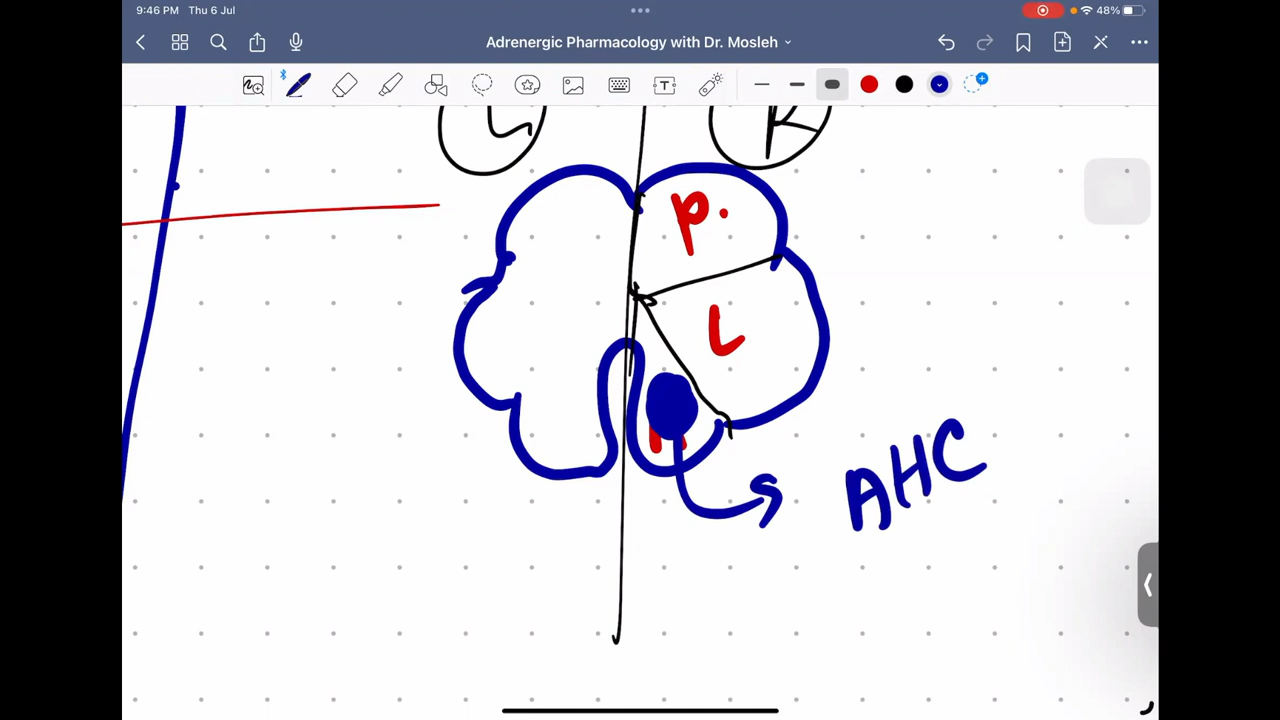 9:46 PM Thu 6 Jul
48%
Adrenergic Pharmacology with Dr. Mosleh
T
L R
P.
L
AHC